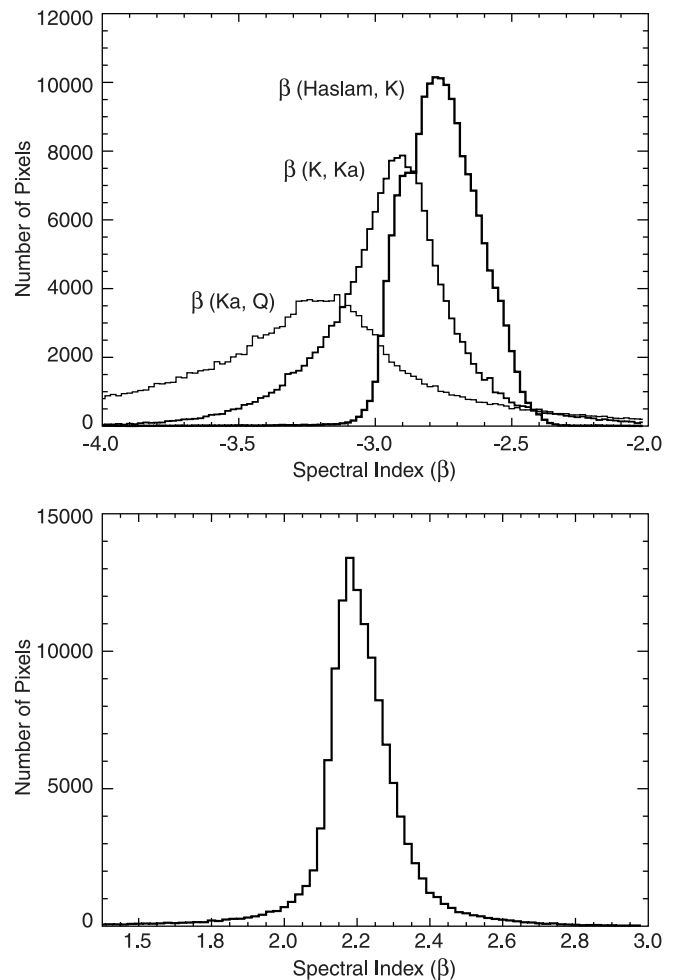 12000
10000
8000
6000
4000
2000
0
Number of Pixels
β (Haslam, K)
β (K, Ka)
β (Ka, Q)
-4.0 -3.5 -3.0 -2.5 -2.0
Spectral Index (β)
15000
10000
5000
0
Number of Pixels
1.5 1.8 2.0 2.2 2.4 2.6 2.8 3.0
Spectral Index (β)